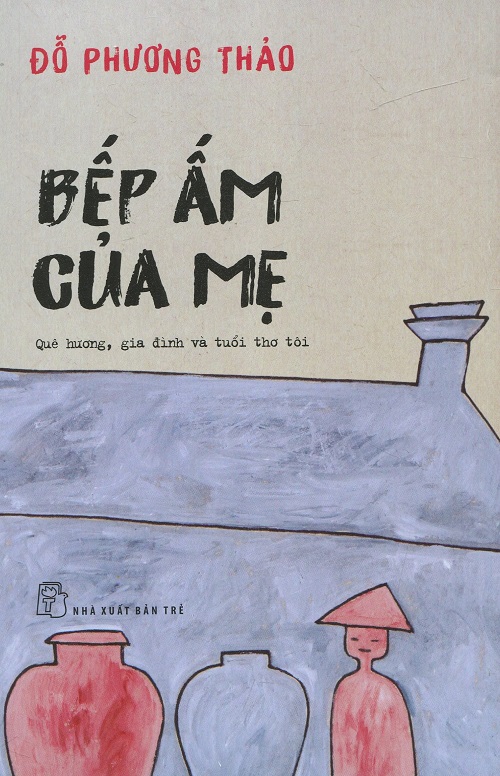 ĐỖ PHƯƠNG THẢO
BẾP ẤM
CỦA MẸ
Quê hương, gia đình và tuổi thơ tôi
T
NHÀ XUẤT BẢN TRẺ